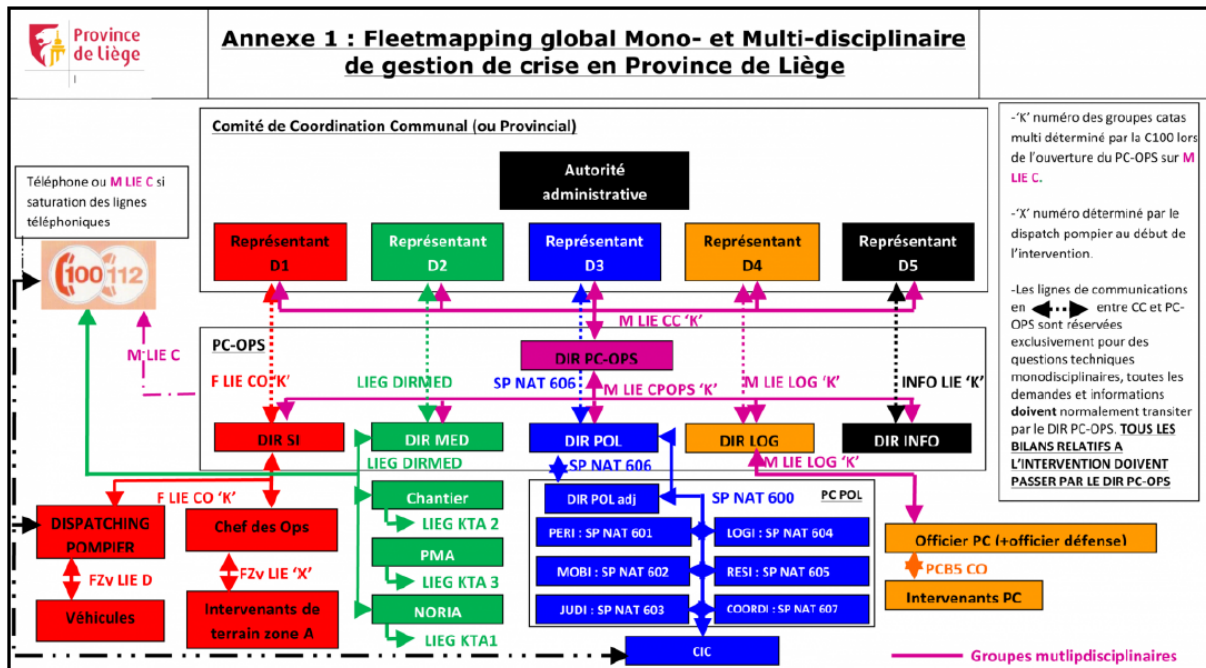 Province
de Liège
Annexe 1 : Fleetmapping global Mono- et Multi-disciplinaire
de gestion de crise en Province de Liège
Comité de Coordination Communal (ou Provincial)
Autorité
administrative
Téléphone ou M LIE C si
saturation des lignes
téléphoniques
100 112
Représentant
D1
Représentant
D2
Représentant
D3
Représentant
D4
Représentant
D5
M LIE CC ‘K’
PC-OPS
DIR PC-OPS
M LIE C
F LIE CO ‘K’
LIEG DIRMED
SP NAT 606
M LIE CPOPS ‘K’
M LIE LOG ‘K’
INFO LIE ‘K’
DIR SI
DIR MED
DIR POL
DIR LOG
DIR INFO
LIEG DIRMED
SP NAT 606
M LIE LOG ‘K’
F LIE CO ‘K’
DISPATCHING
POMPIER
FZv LIE D
Véhicules
Chef des Ops
FZv LIE ‘X’
Intervenants de
terrain zone A
Chantier
LIEG KTA 2
PMA
LIEG KTA 3
NORIA
LIEG KTA1
DIR POL adj
SP NAT 600
PC POL
PERI : SP NAT 601
LOGI : SP NAT 604
MOBI : SP NAT 602
RESI : SP NAT 605
JUDI : SP NAT 603
COORDI : SP NAT 607
CIC
Officier PC (+officier défense)
PCB5 CO
Intervenants PC
-‘K’ numéro des groupes catas
multi déterminé par la C100 lors
de l’ouverture du PC-OPS sur M
LIE C.
-‘X’ numéro déterminé par le
dispatch pompier au début de
l’intervention.
-Les lignes de communications
en entre CC et PC-
OPS sont réservées
exclusivement pour des
questions techniques
monodisciplinaires, toutes les
demandes et informations
doivent normalement transiter
par le DIR PC-OPS. TOUS LES
BILANS RELATIFS A
L’INTERVENTION DOIVENT
PASSER PAR LE DIR PC-OPS
Groupes mutlipdisciplinaires